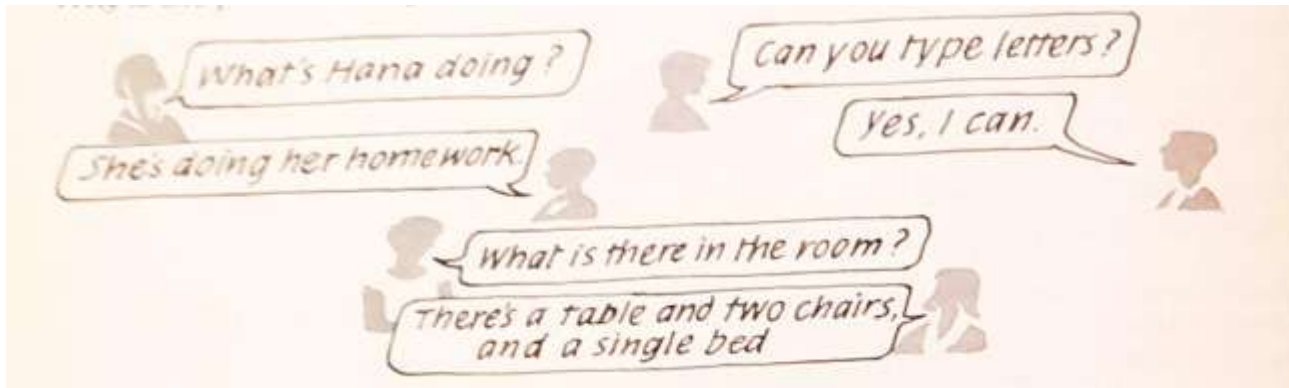 What's Hana doing?
Can you type letters?
Yes, I can.
She's doing her homework.
What is there in the room?
There's a table and two chairs,
and a single bed